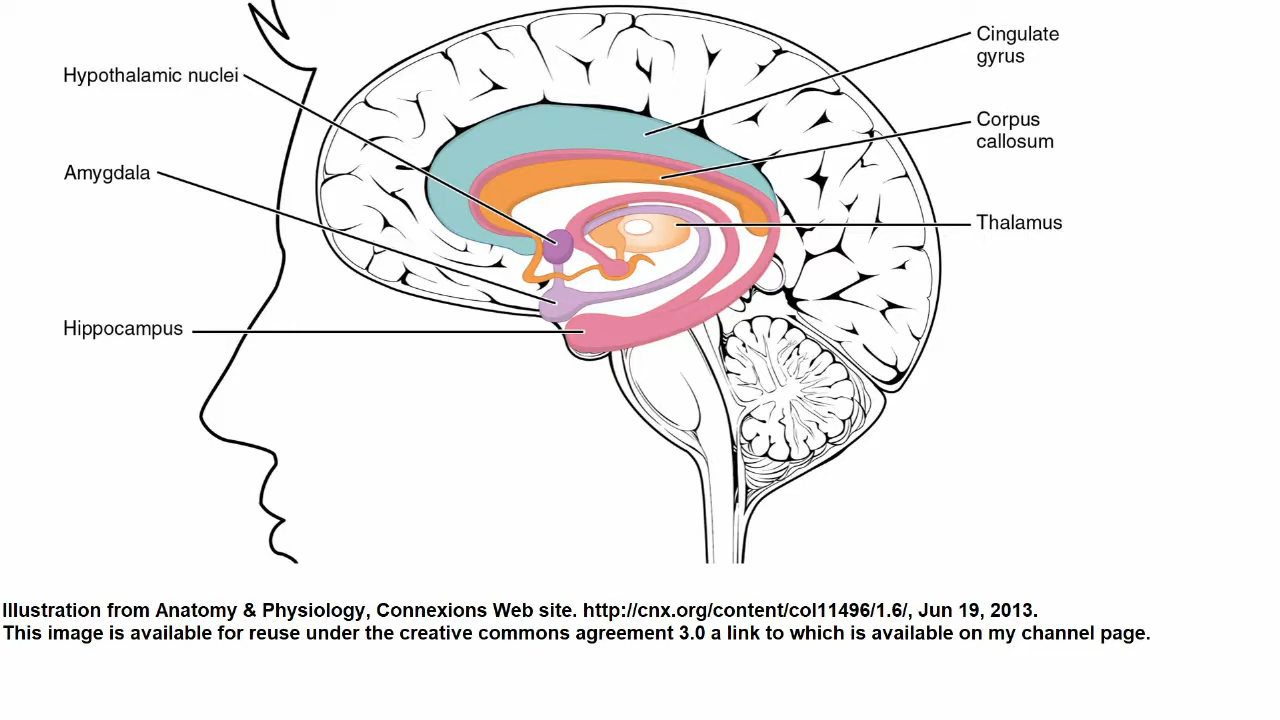 Cingulate
gyrus
Hypothalamic nuclei
Corpus
callosum
Amygdala
Thalamus
Hippocampus
Illustration from Anatomy & Physiology, Connexions Web site. http://cnx.org/content/col11496/1.6/, Jun 19, 2013.
This image is available for reuse under the creative commons agreement 3.0 a link to which is available on my channel page.